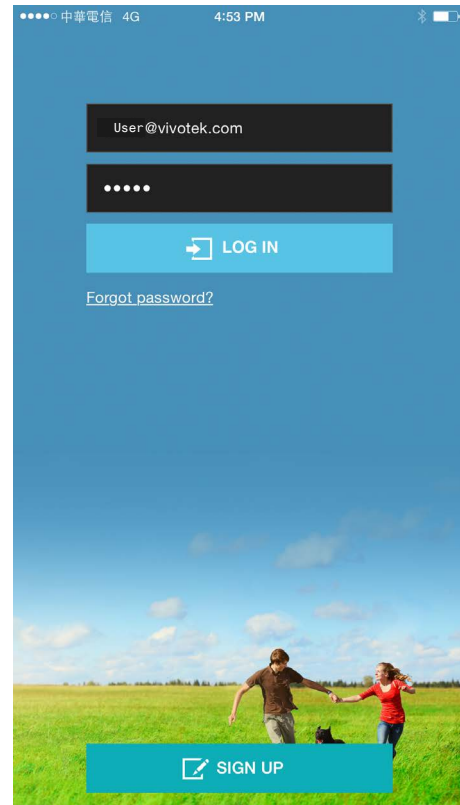 中華電信 4G 4:53 PM
User@vivotek.com
LOG IN
Forgot password?
SIGN UP